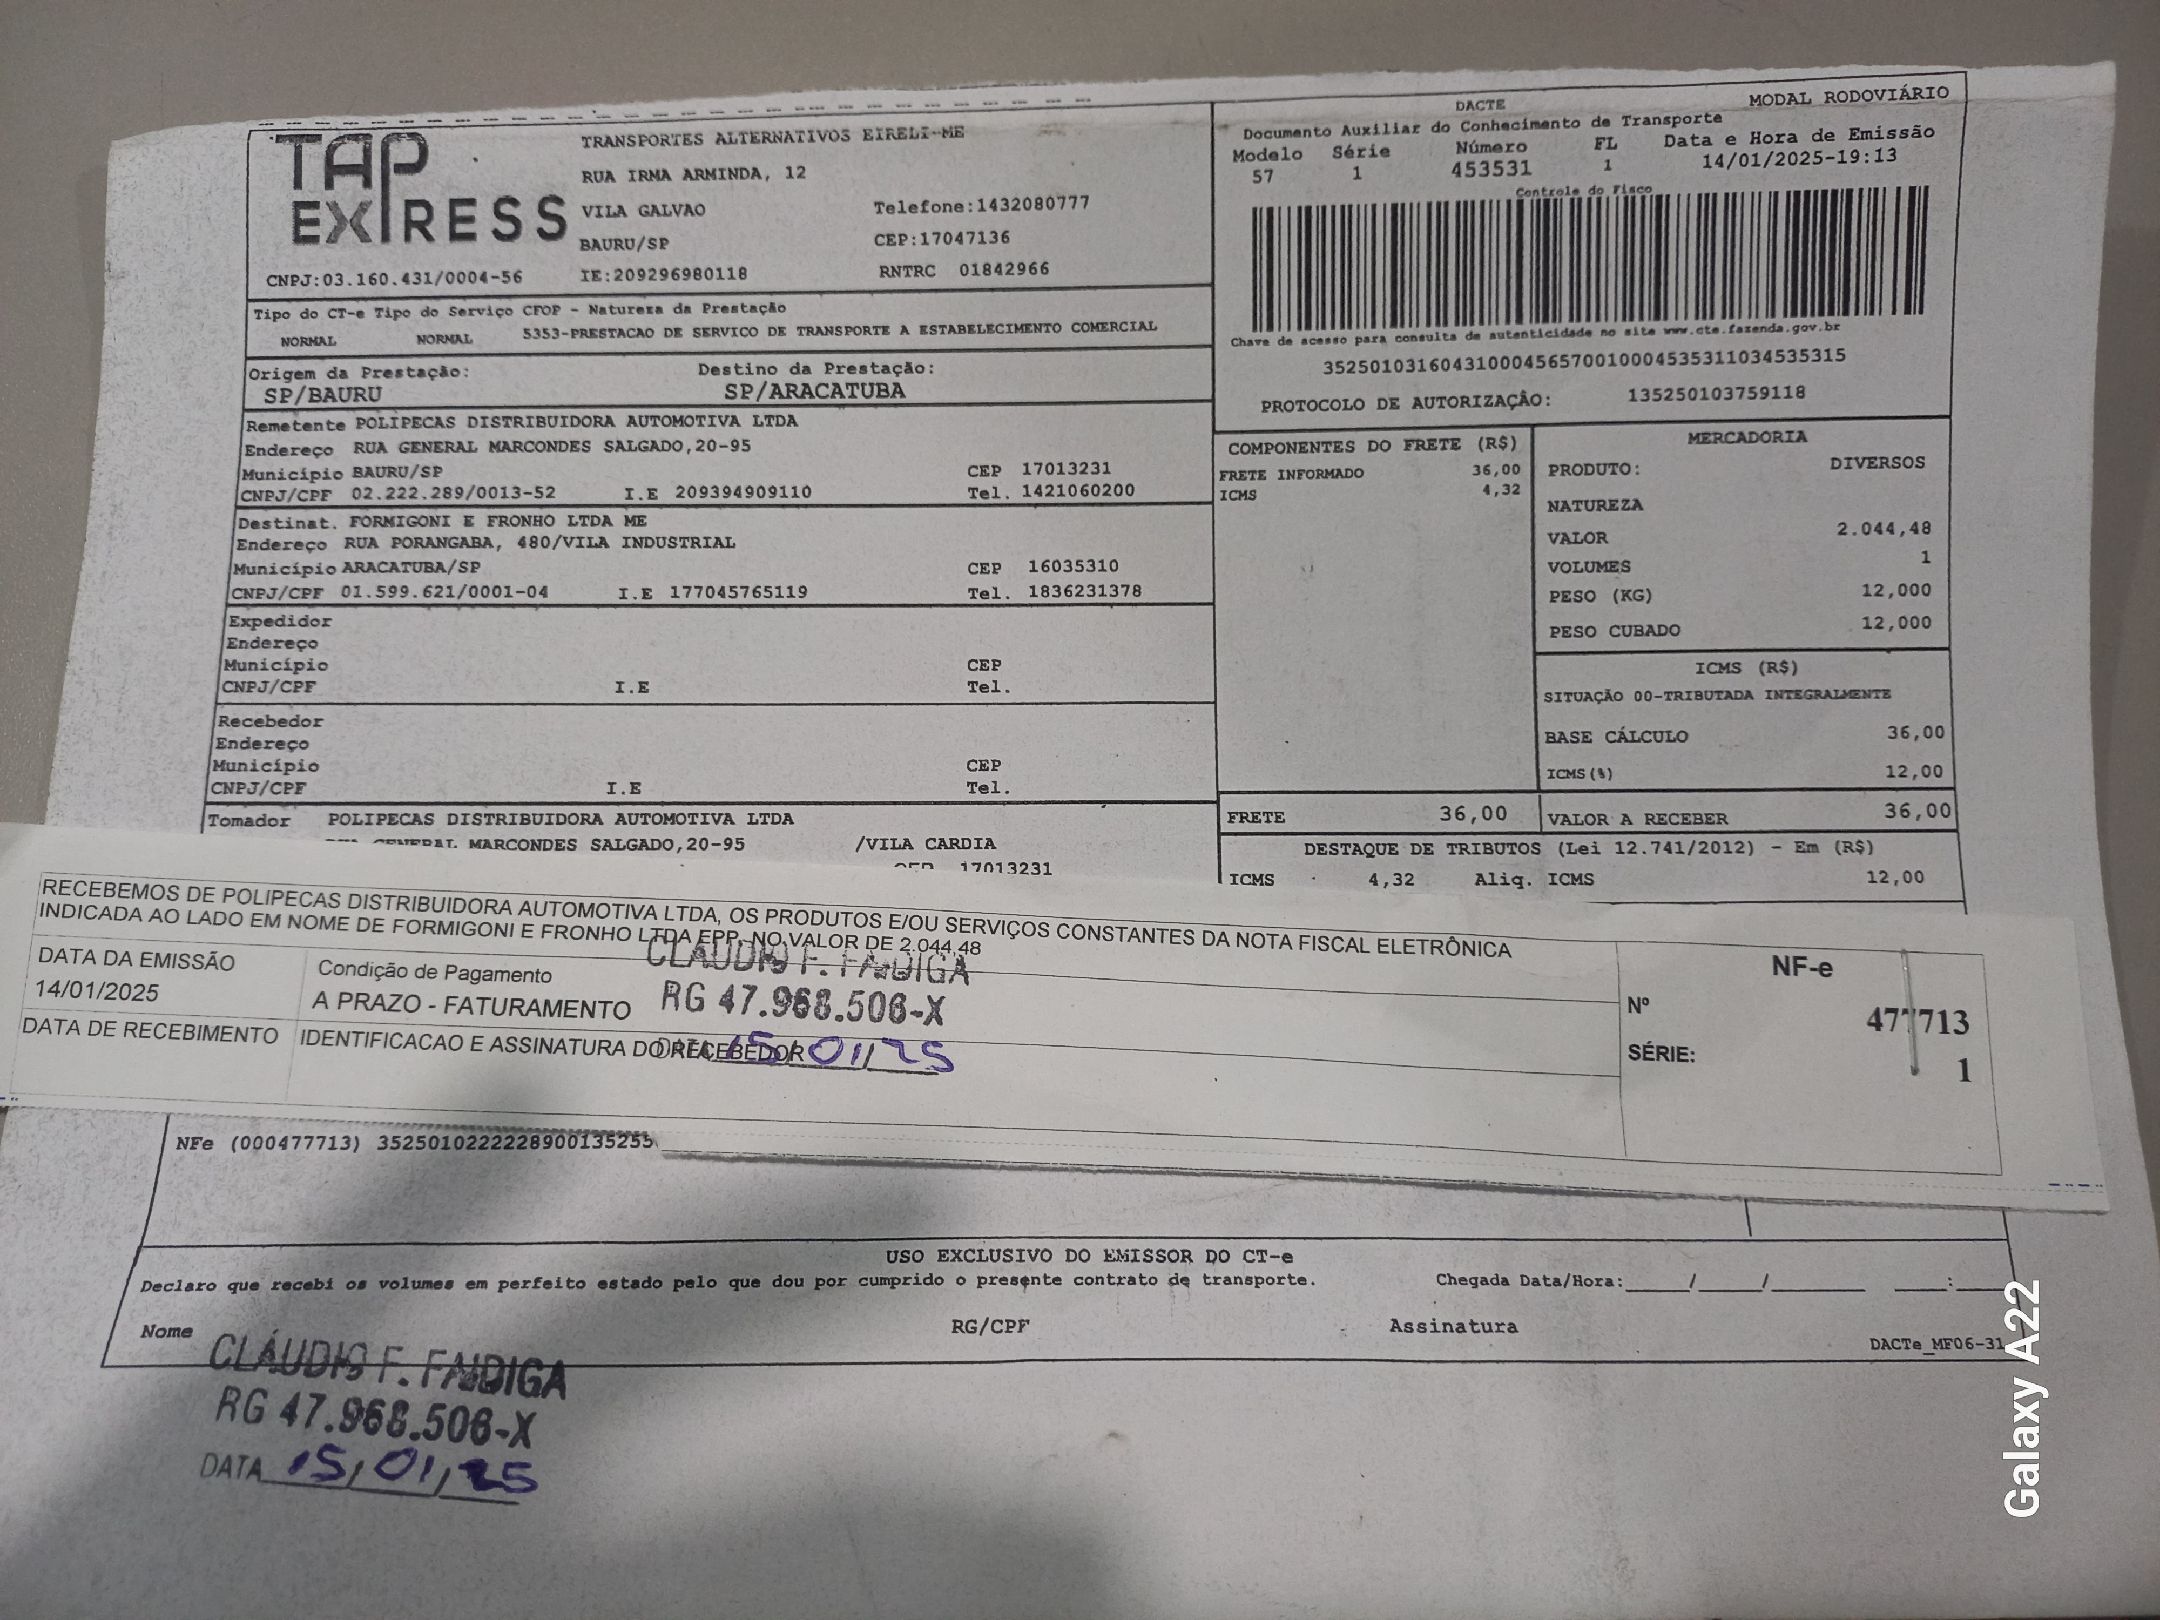 TAP EXPRESS
TRANSPORTES ALTERNATIVOS EIRELI-ME
RUA IRMA ARMINDA, 12
VILA GALVAO Telefone:1432080777
BAURU/SP CEP:17047136
CNPJ:03.160.431/0004-56 IE:209296980118 RNTRC 01842966
DACTE MODAL RODOVIÁRIO
Documento Auxiliar do Conhecimento de Transporte
Modelo Série Número FL Data e Hora de Emissão
57 1 453531 1 14/01/2025-19:13
Controle do Fisco
Chave de acesso para consulta de autenticidade no site www.cte.fazenda.gov.br
35250103160431000456570010004535311034535315
PROTOCOLO DE AUTORIZAÇÃO: 135250103759118
Tipo do CT-e Tipo do Serviço CFOP - Natureza da Prestação
NORMAL NORMAL 5353-PRESTACAO DE SERVICO DE TRANSPORTE A ESTABELECIMENTO COMERCIAL
Origem da Prestação: Destino da Prestação:
SP/BAURU SP/ARACATUBA
Remetente POLIPECAS DISTRIBUIDORA AUTOMOTIVA LTDA
Endereço RUA GENERAL MARCONDES SALGADO,20-95
Município BAURU/SP CEP 17013231
CNPJ/CPF 02.222.289/0013-52 I.E 209394909110 Tel. 1421060200
Destinat. FORMIGONI E FRONHO LTDA ME
Endereço RUA PORANGABA, 480/VILA INDUSTRIAL
Município ARACATUBA/SP CEP 16035310
CNPJ/CPF 01.599.621/0001-04 I.E 177045765119 Tel. 1836231378
Expedidor
Endereço
Município CEP
CNPJ/CPF I.E Tel.
Recebedor
Endereço
Município CEP
CNPJ/CPF I.E Tel.
Tomador POLIPECAS DISTRIBUIDORA AUTOMOTIVA LTDA
GENERAL MARCONDES SALGADO,20-95 /VILA CARDIA
CEP 17013231
COMPONENTES DO FRETE (R$)
FRETE INFORMADO 36,00
ICMS 4,32
MERCADORIA
PRODUTO: DIVERSOS
NATUREZA
VALOR 2.044,48
VOLUMES 1
PESO (KG) 12,000
PESO CUBADO 12,000
ICMS (R$)
SITUAÇÃO 00-TRIBUTADA INTEGRALMENTE
BASE CÁLCULO 36,00
ICMS(%) 12,00
FRETE 36,00 VALOR A RECEBER 36,00
DESTAQUE DE TRIBUTOS (Lei 12.741/2012) - Em (R$)
ICMS 4,32 Aliq. ICMS 12,00
RECEBEMOS DE POLIPECAS DISTRIBUIDORA AUTOMOTIVA LTDA, OS PRODUTOS E/OU SERVIÇOS CONSTANTES DA NOTA FISCAL ELETRÔNICA
INDICADA AO LADO EM NOME DE FORMIGONI E FRONHO LTDA EPP, NO VALOR DE 2.044,48
DATA DA EMISSÃO Condição de Pagamento
14/01/2025 A PRAZO - FATURAMENTO
DATA DE RECEBIMENTO IDENTIFICACAO E ASSINATURA DO RECEBEDOR
CLÁUDIO F. FAIDIGA
RG 47.968.506-X
DATA 15/01/25
NF-e
Nº 477713
SÉRIE: 1
NFe (000477713) 3525010222228900135255
USO EXCLUSIVO DO EMISSOR DO CT-e
Declaro que recebi os volumes em perfeito estado pelo que dou por cumprido o presente contrato de transporte. Chegada Data/Hora:____/____/______ ___:___
Nome RG/CPF Assinatura
DACTe_MF06-31
CLÁUDIO F. FAIDIGA
RG 47.968.506-X
DATA 15/01/25
Galaxy A22